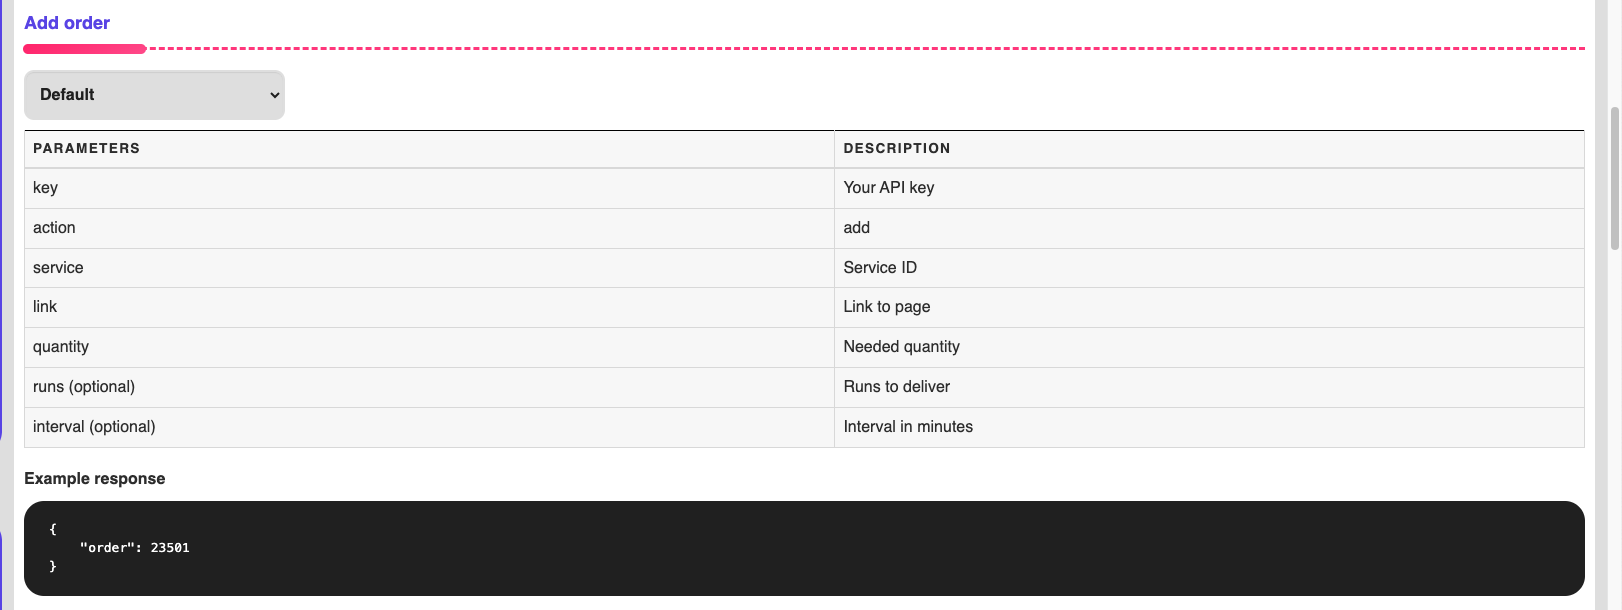 Add order
Default
PARAMETERS DESCRIPTION
key Your API key
action add
service Service ID
link Link to page
quantity Needed quantity
runs (optional) Runs to deliver
interval (optional) Interval in minutes
Example response
{
"order": 23501
}